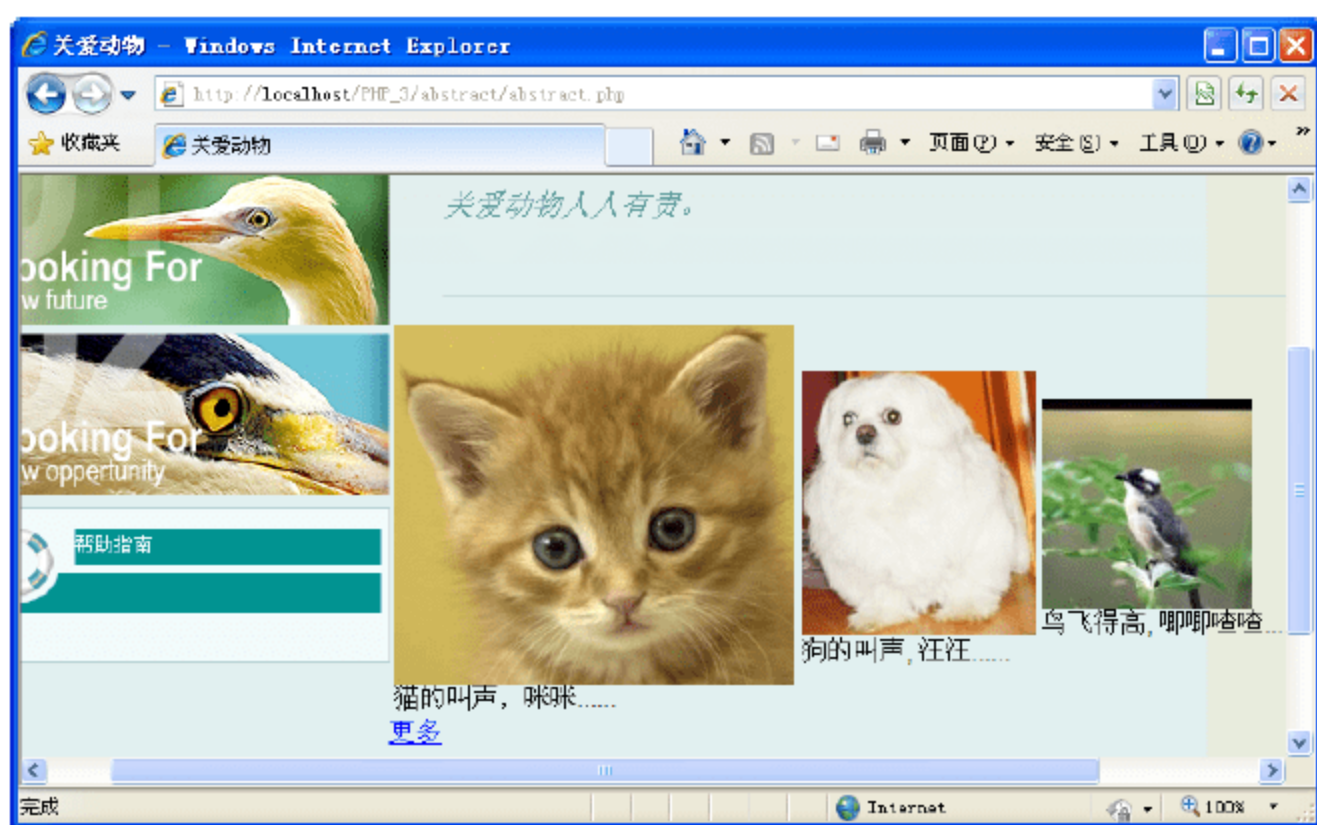 关爱动物 - Windows Internet Explorer
http://localhost/PHP_3/abstract/abstract.php
收藏夹
关爱动物
页面(P)
安全(S)
工具(O)
»
01
ooking For
w future
关爱动物人人有责。
02
ooking For
w opportunity
帮助指南
鸟飞得高,唧唧喳喳……
狗的叫声,汪汪……
猫的叫声, 咪咪……
更多
完成
Internet
100%